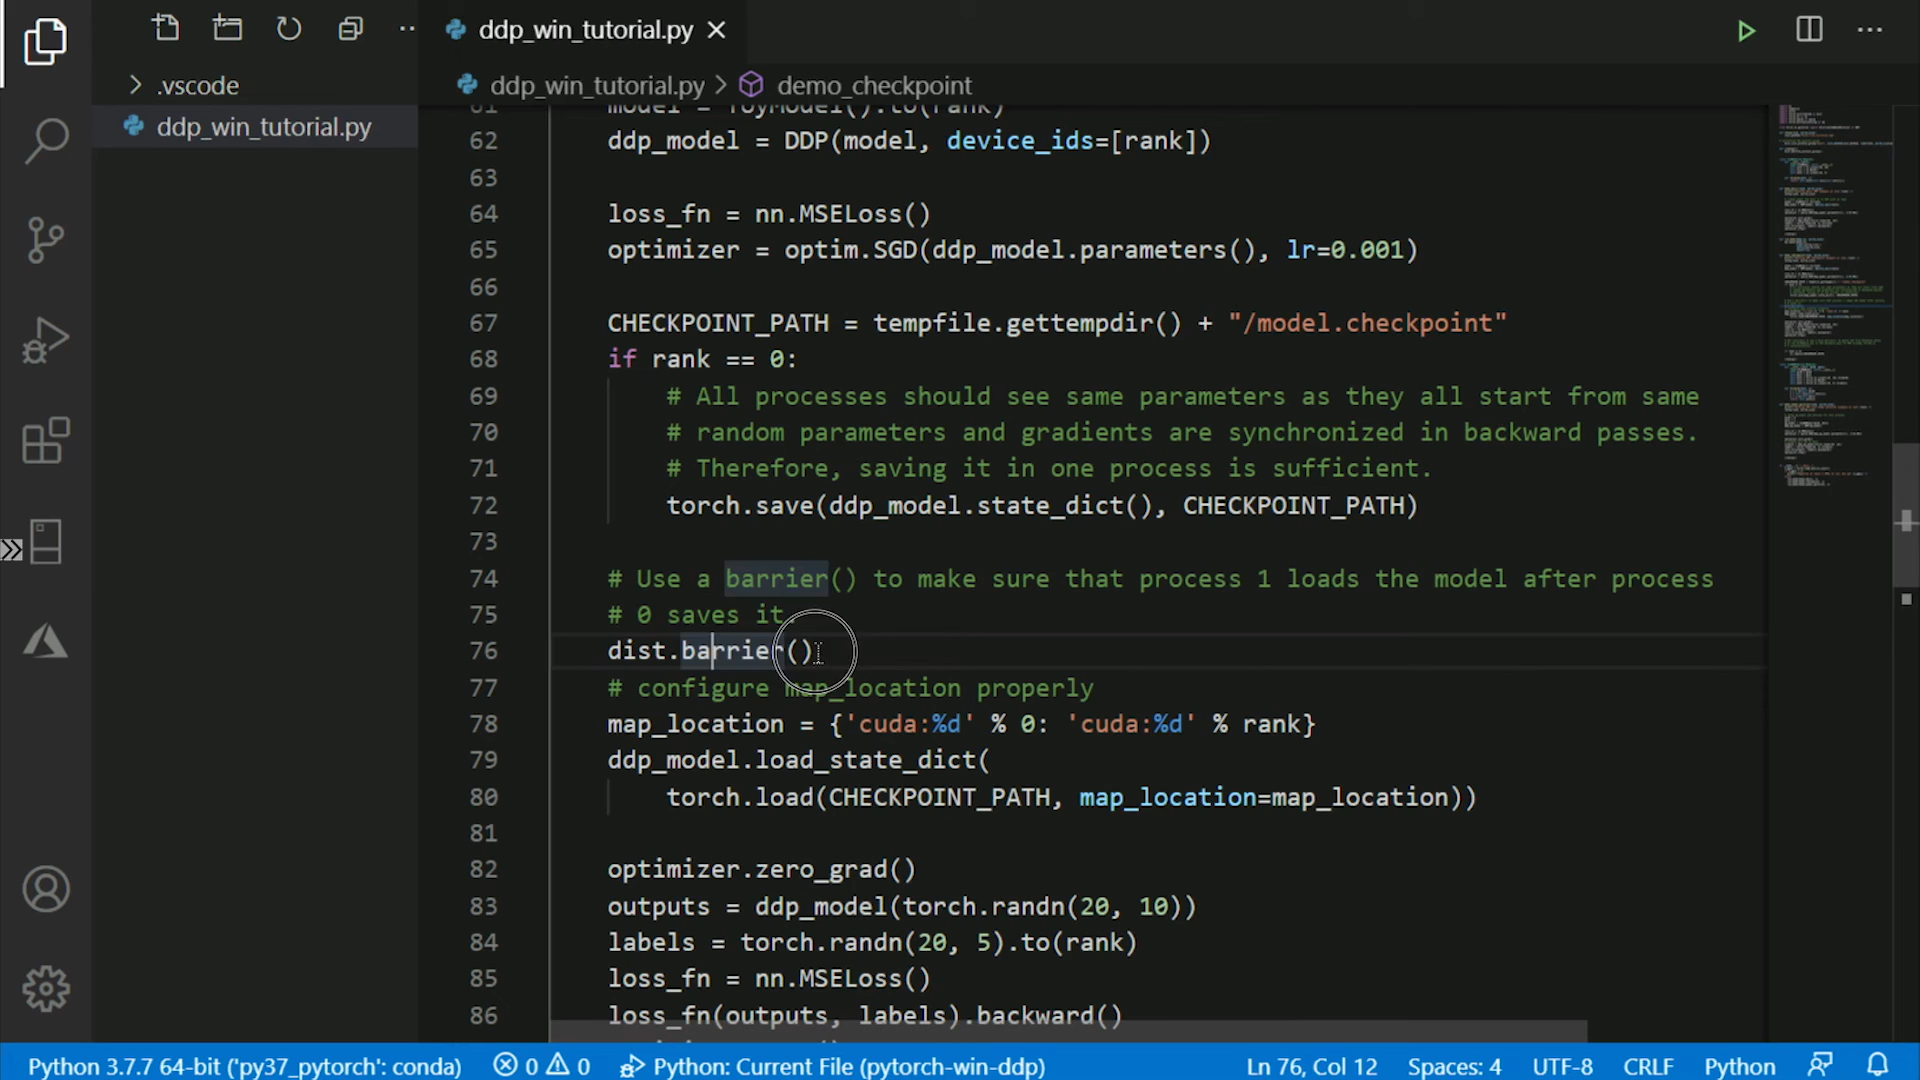 ddp_win_tutorial.py
.vscode
ddp_win_tutorial.py
ddp_win_tutorial.py > demo_checkpoint
61 model = ToyModel().to(rank)
62 ddp_model = DDP(model, device_ids=[rank])
63
64 loss_fn = nn.MSELoss()
65 optimizer = optim.SGD(ddp_model.parameters(), lr=0.001)
66
67 CHECKPOINT_PATH = tempfile.gettempdir() + "/model.checkpoint"
68 if rank == 0:
69 # All processes should see same parameters as they all start from same
70 # random parameters and gradients are synchronized in backward passes.
71 # Therefore, saving it in one process is sufficient.
72 torch.save(ddp_model.state_dict(), CHECKPOINT_PATH)
73
74 # Use a barrier() to make sure that process 1 loads the model after process
75 # 0 saves it.
76 dist.barrier()
77 # configure map_location properly
78 map_location = {'cuda:%d' % 0: 'cuda:%d' % rank}
79 ddp_model.load_state_dict(
80 torch.load(CHECKPOINT_PATH, map_location=map_location))
81
82 optimizer.zero_grad()
83 outputs = ddp_model(torch.randn(20, 10))
84 labels = torch.randn(20, 5).to(rank)
85 loss_fn = nn.MSELoss()
86 loss_fn(outputs, labels).backward()
Python 3.7.7 64-bit ('py37_pytorch': conda) 0 0 Python: Current File (pytorch-win-ddp) Ln 76, Col 12 Spaces: 4 UTF-8 CRLF Python